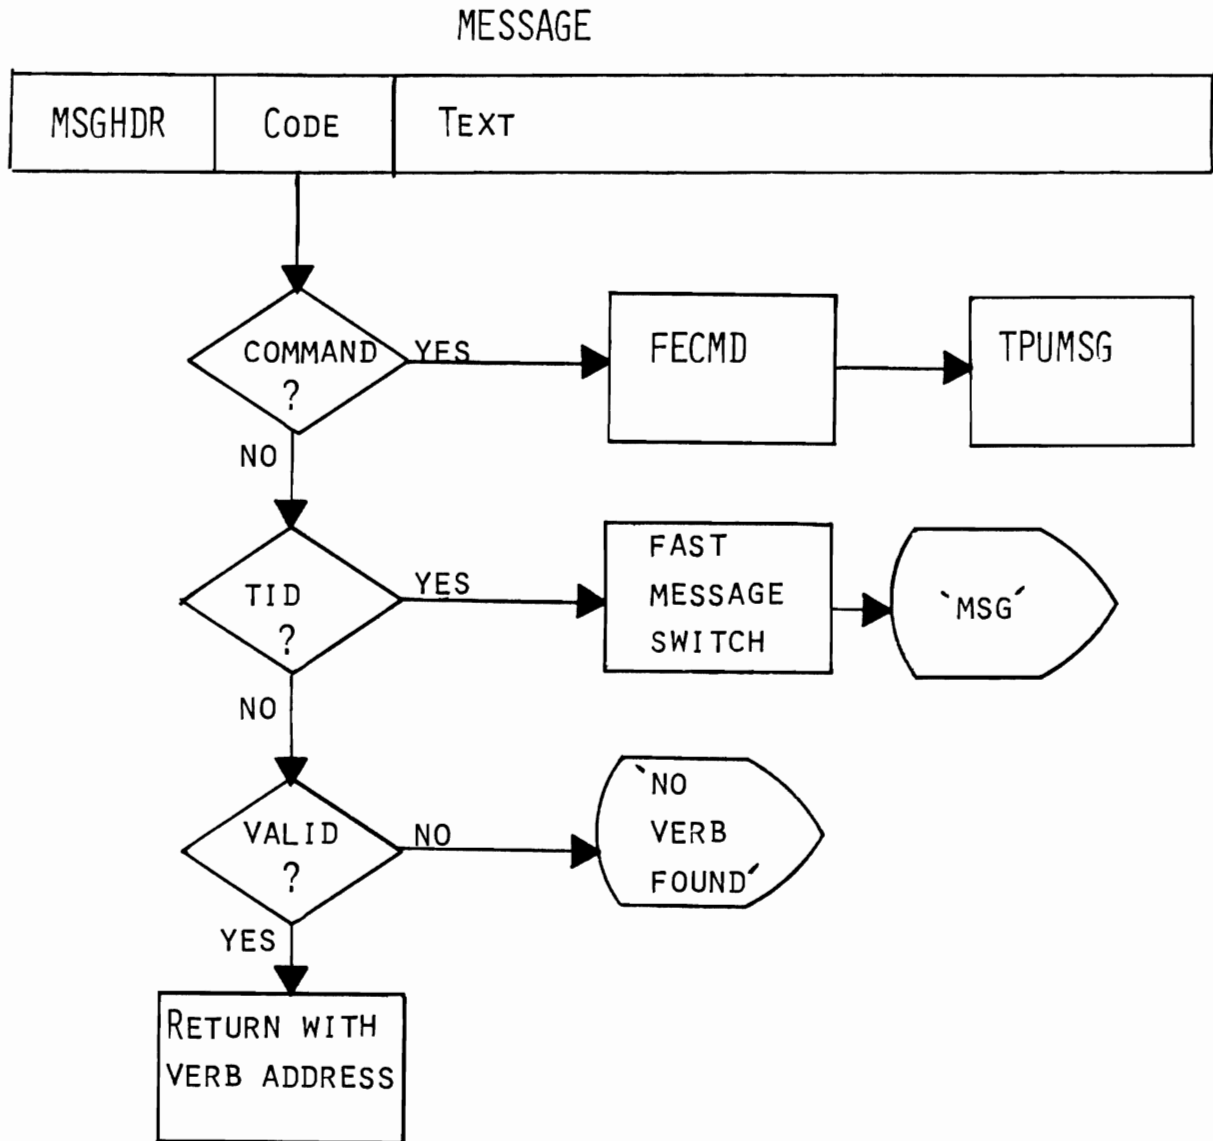 MESSAGE
MSGHDR
CODE
TEXT
COMMAND
?
YES
FECMD
TPUMSG
NO
TID
?
YES
FAST
MESSAGE
SWITCH
`MSG´
NO
VALID
?
NO
`NO
VERB
FOUND´
YES
RETURN WITH
VERB ADDRESS